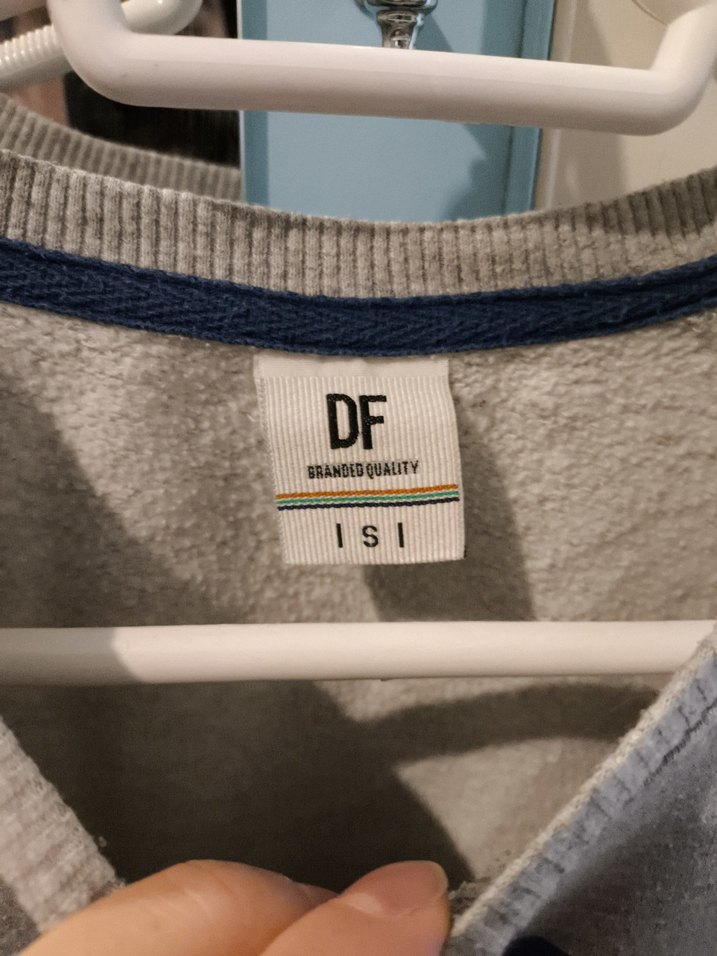 DF
BRANDED QUALITY
| S |